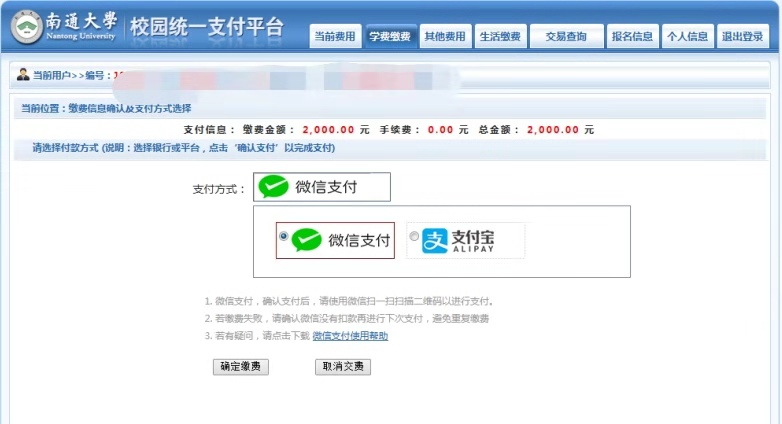 南通大學 校园统一支付平台
Nantong University
当前费用 学费缴费 其他费用 生活缴费 交易查询 报名信息 个人信息 退出登录
当前用户>>编号：1
当前位置：缴费信息确认及支付方式选择
支付信息： 缴费金额： 2,000.00 元 手续费： 0.00 元 总金额： 2,000.00 元
请选择付款方式 (说明：选择银行或平台，点击‘确认支付’以完成支付)
支付方式： 微信支付
微信支付 支付宝
ALIPAY
1. 微信支付，确认支付后，请使用微信扫一扫扫描二维码以进行支付。
2. 若缴费失败，请确认微信没有扣款再进行下次支付，避免重复缴费
3. 若有疑问，请点击下载 微信支付使用帮助
确定缴费 取消交费